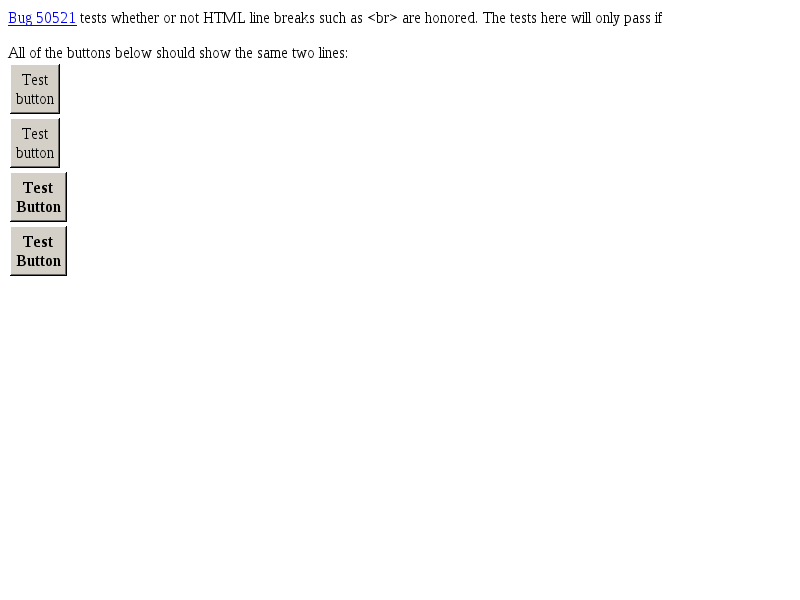 Bug 50521 tests whether or not HTML line breaks such as <br> are honored. The tests here will only pass if
All of the buttons below should show the same two lines:
Test
button
Test
button
Test
Button
Test
Button